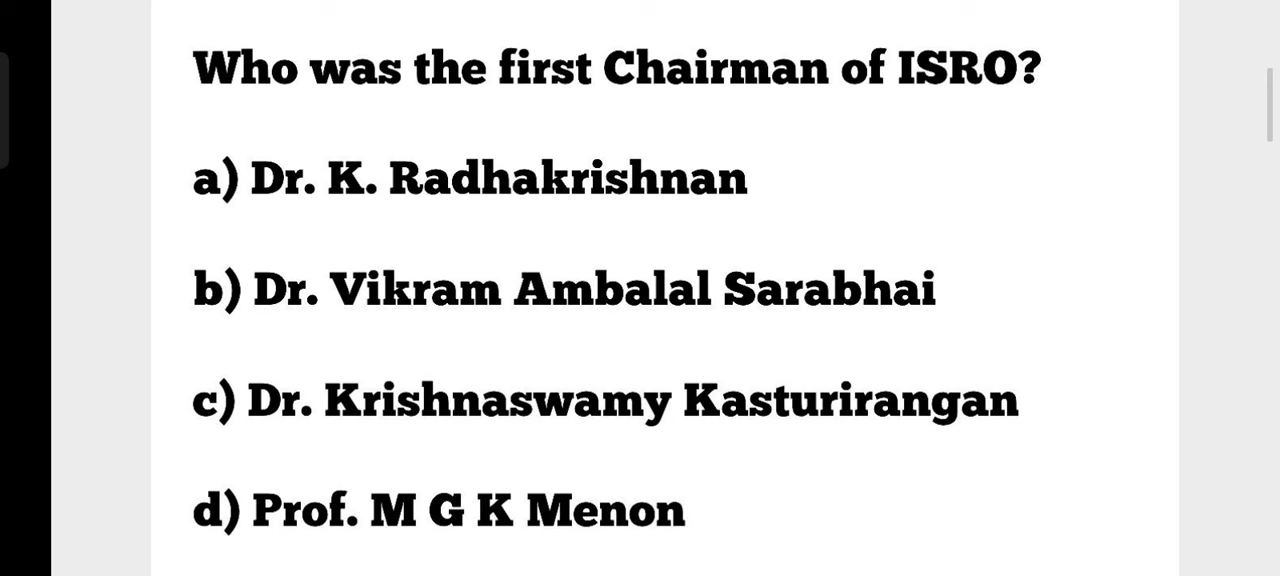 Who was the first Chairman of ISRO?
a) Dr. K. Radhakrishnan
b) Dr. Vikram Ambalal Sarabhai
c) Dr. Krishnaswamy Kasturirangan
d) Prof. M G K Menon